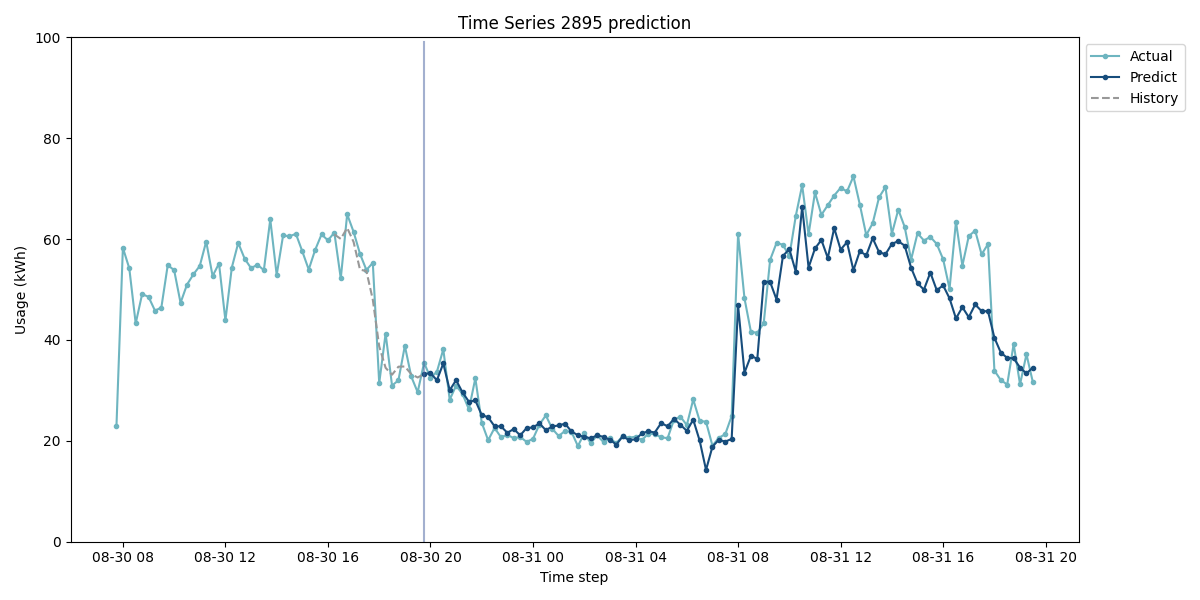 Time Series 2895 prediction
100
80
60
40
20
0
Usage (kWh)
08-30 08
08-30 12
08-30 16
08-30 20
08-31 00
08-31 04
08-31 08
08-31 12
08-31 16
08-31 20
Time step
Actual
Predict
History